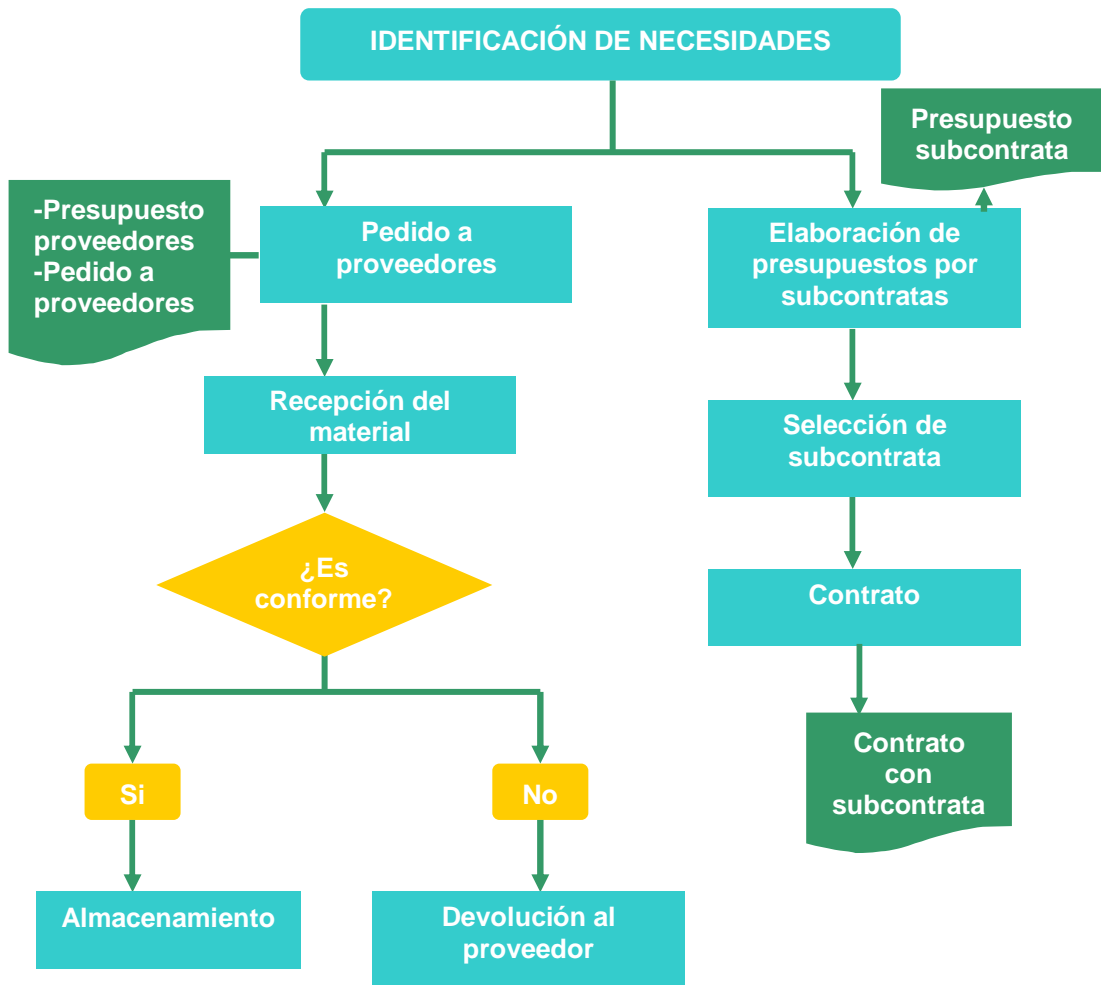 IDENTIFICACIÓN DE NECESIDADES
Presupuesto
subcontrata
-Presupuesto
proveedores
-Pedido a
proveedores
Pedido a
proveedores
Elaboración de
presupuestos por
subcontratas
Recepción del
material
Selección de
subcontrata
¿Es
conforme?
Contrato
Contrato
con
subcontrata
Si
No
Almacenamiento
Devolución al
proveedor